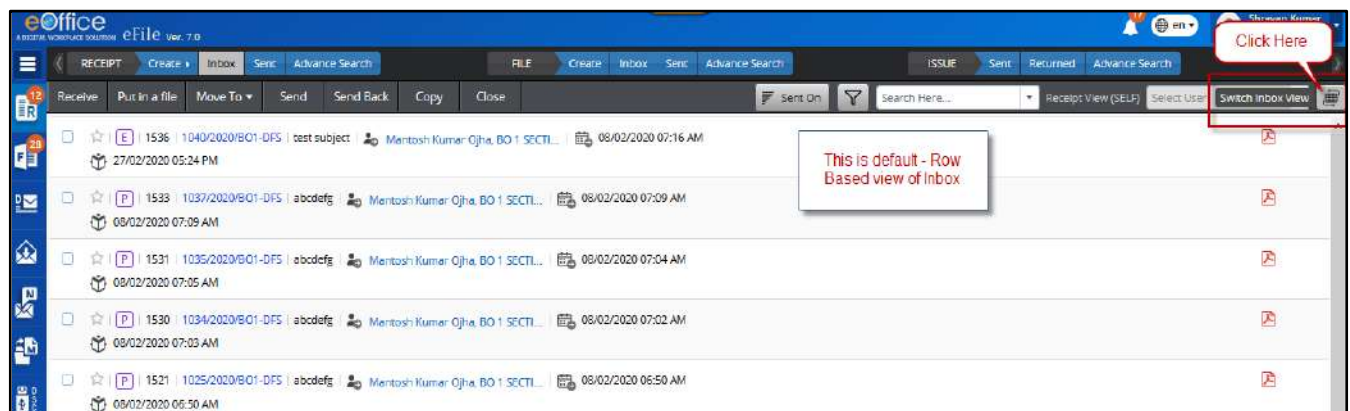 eOffice
A DIGITAL WORKPLACE SOLUTION eFile Ver. 7.0
en
Shravan Kumar
Click Here
RECEIPT Create Inbox Sent Advance Search FILE Create Inbox Sent Advance Search ISSUE Sent Returned Advance Search
12
R
Receive Put in a file Move To Send Send Back Copy Close Sent On Search Here... Receipt View (SELF) Select User Switch Inbox View
E 1536 1040/2020/BO1-DFS test subject Mantosh Kumar Ojha, BO 1 SECTI... 08/02/2020 07:16 AM
27/02/2020 05:24 PM
This is default - Row
Based view of Inbox
28
F
P 1533 1037/2020/BO1-DFS abcdefg Mantosh Kumar Ojha, BO 1 SECTI... 08/02/2020 07:09 AM
08/02/2020 07:09 AM
D
P 1531 1035/2020/BO1-DFS abcdefg Mantosh Kumar Ojha, BO 1 SECTI... 08/02/2020 07:04 AM
08/02/2020 07:05 AM
N
P 1530 1034/2020/BO1-DFS abcdefg Mantosh Kumar Ojha, BO 1 SECTI... 08/02/2020 07:02 AM
08/02/2020 07:03 AM
P 1521 1025/2020/BO1-DFS abcdefg Mantosh Kumar Ojha, BO 1 SECTI... 08/02/2020 06:50 AM
08/02/2020 06:50 AM